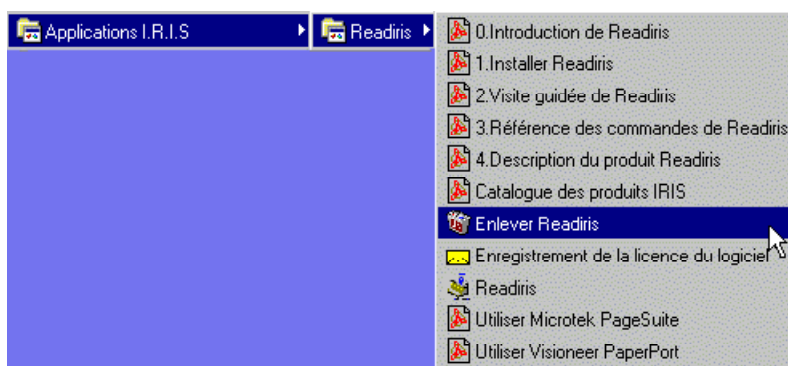 Applications I.R.I.S
Readiris
0.Introduction de Readiris
1.Installer Readiris
2.Visite guidée de Readiris
3.Référence des commandes de Readiris
4.Description du produit Readiris
Catalogue des produits IRIS
Enlever Readiris
Enregistrement de la licence du logiciel
Readiris
Utiliser Microtek PageSuite
Utiliser Visioneer PaperPort